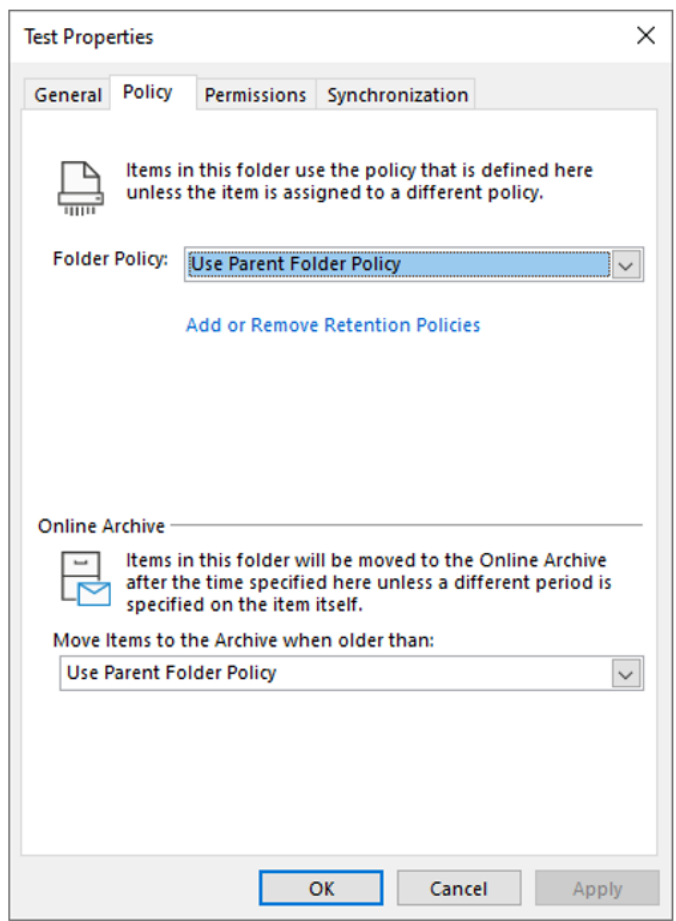 Test Properties
General Policy Permissions Synchronization
Items in this folder use the policy that is defined here
unless the item is assigned to a different policy.
Folder Policy: Use Parent Folder Policy
Add or Remove Retention Policies
Online Archive
Items in this folder will be moved to the Online Archive
after the time specified here unless a different period is
specified on the item itself.
Move Items to the Archive when older than:
Use Parent Folder Policy
OK Cancel Apply